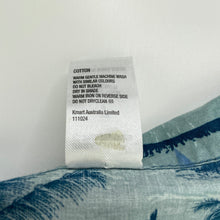 COTTON
WARM GENTLE MACHINE WASH
WITH SIMILAR COLOURS
DO NOT BLEACH
DRY IN SHADE
WARM IRON ON REVERSE SIDE
DO NOT DRYCLEAN
Kmart Australia Limited
111024